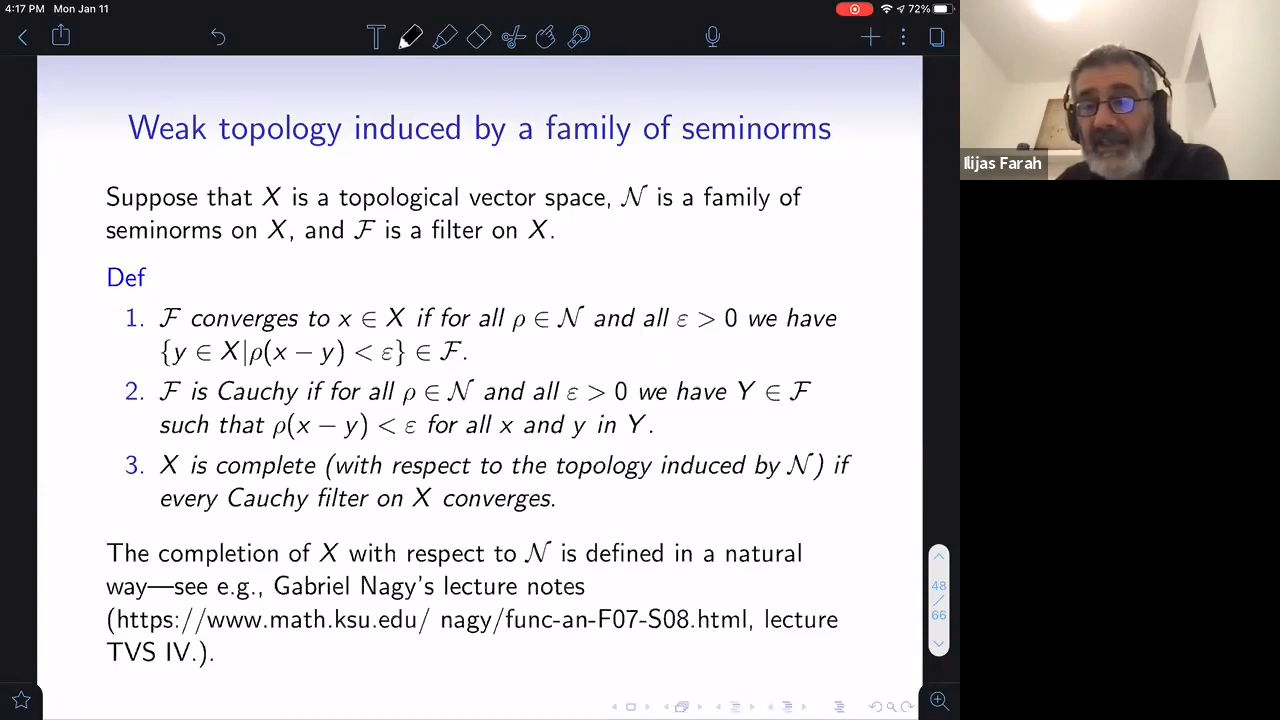 4:17 PM Mon Jan 11
72%
Weak topology induced by a family of seminorms
Suppose that X is a topological vector space, 𝒩 is a family of
seminorms on X, and ℱ is a filter on X.
Def
1. ℱ converges to x ∈ X if for all ρ ∈ 𝒩 and all ε > 0 we have
{y ∈ X|ρ(x − y) < ε} ∈ ℱ.
2. ℱ is Cauchy if for all ρ ∈ 𝒩 and all ε > 0 we have Y ∈ ℱ
such that ρ(x − y) < ε for all x and y in Y.
3. X is complete (with respect to the topology induced by 𝒩) if
every Cauchy filter on X converges.
The completion of X with respect to 𝒩 is defined in a natural
way—see e.g., Gabriel Nagy's lecture notes
(https://www.math.ksu.edu/ nagy/func-an-F07-S08.html, lecture
TVS IV.).
48
/
66
Ilijas Farah